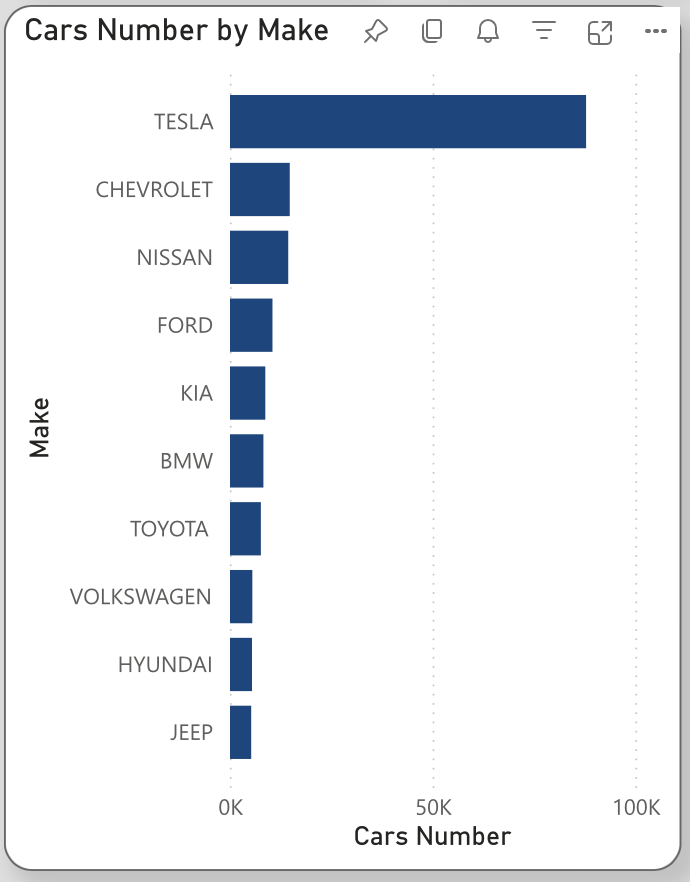 Cars Number by Make
TESLA
CHEVROLET
NISSAN
FORD
KIA
Make
BMW
TOYOTA
VOLKSWAGEN
HYUNDAI
JEEP
0K 50K 100K
Cars Number